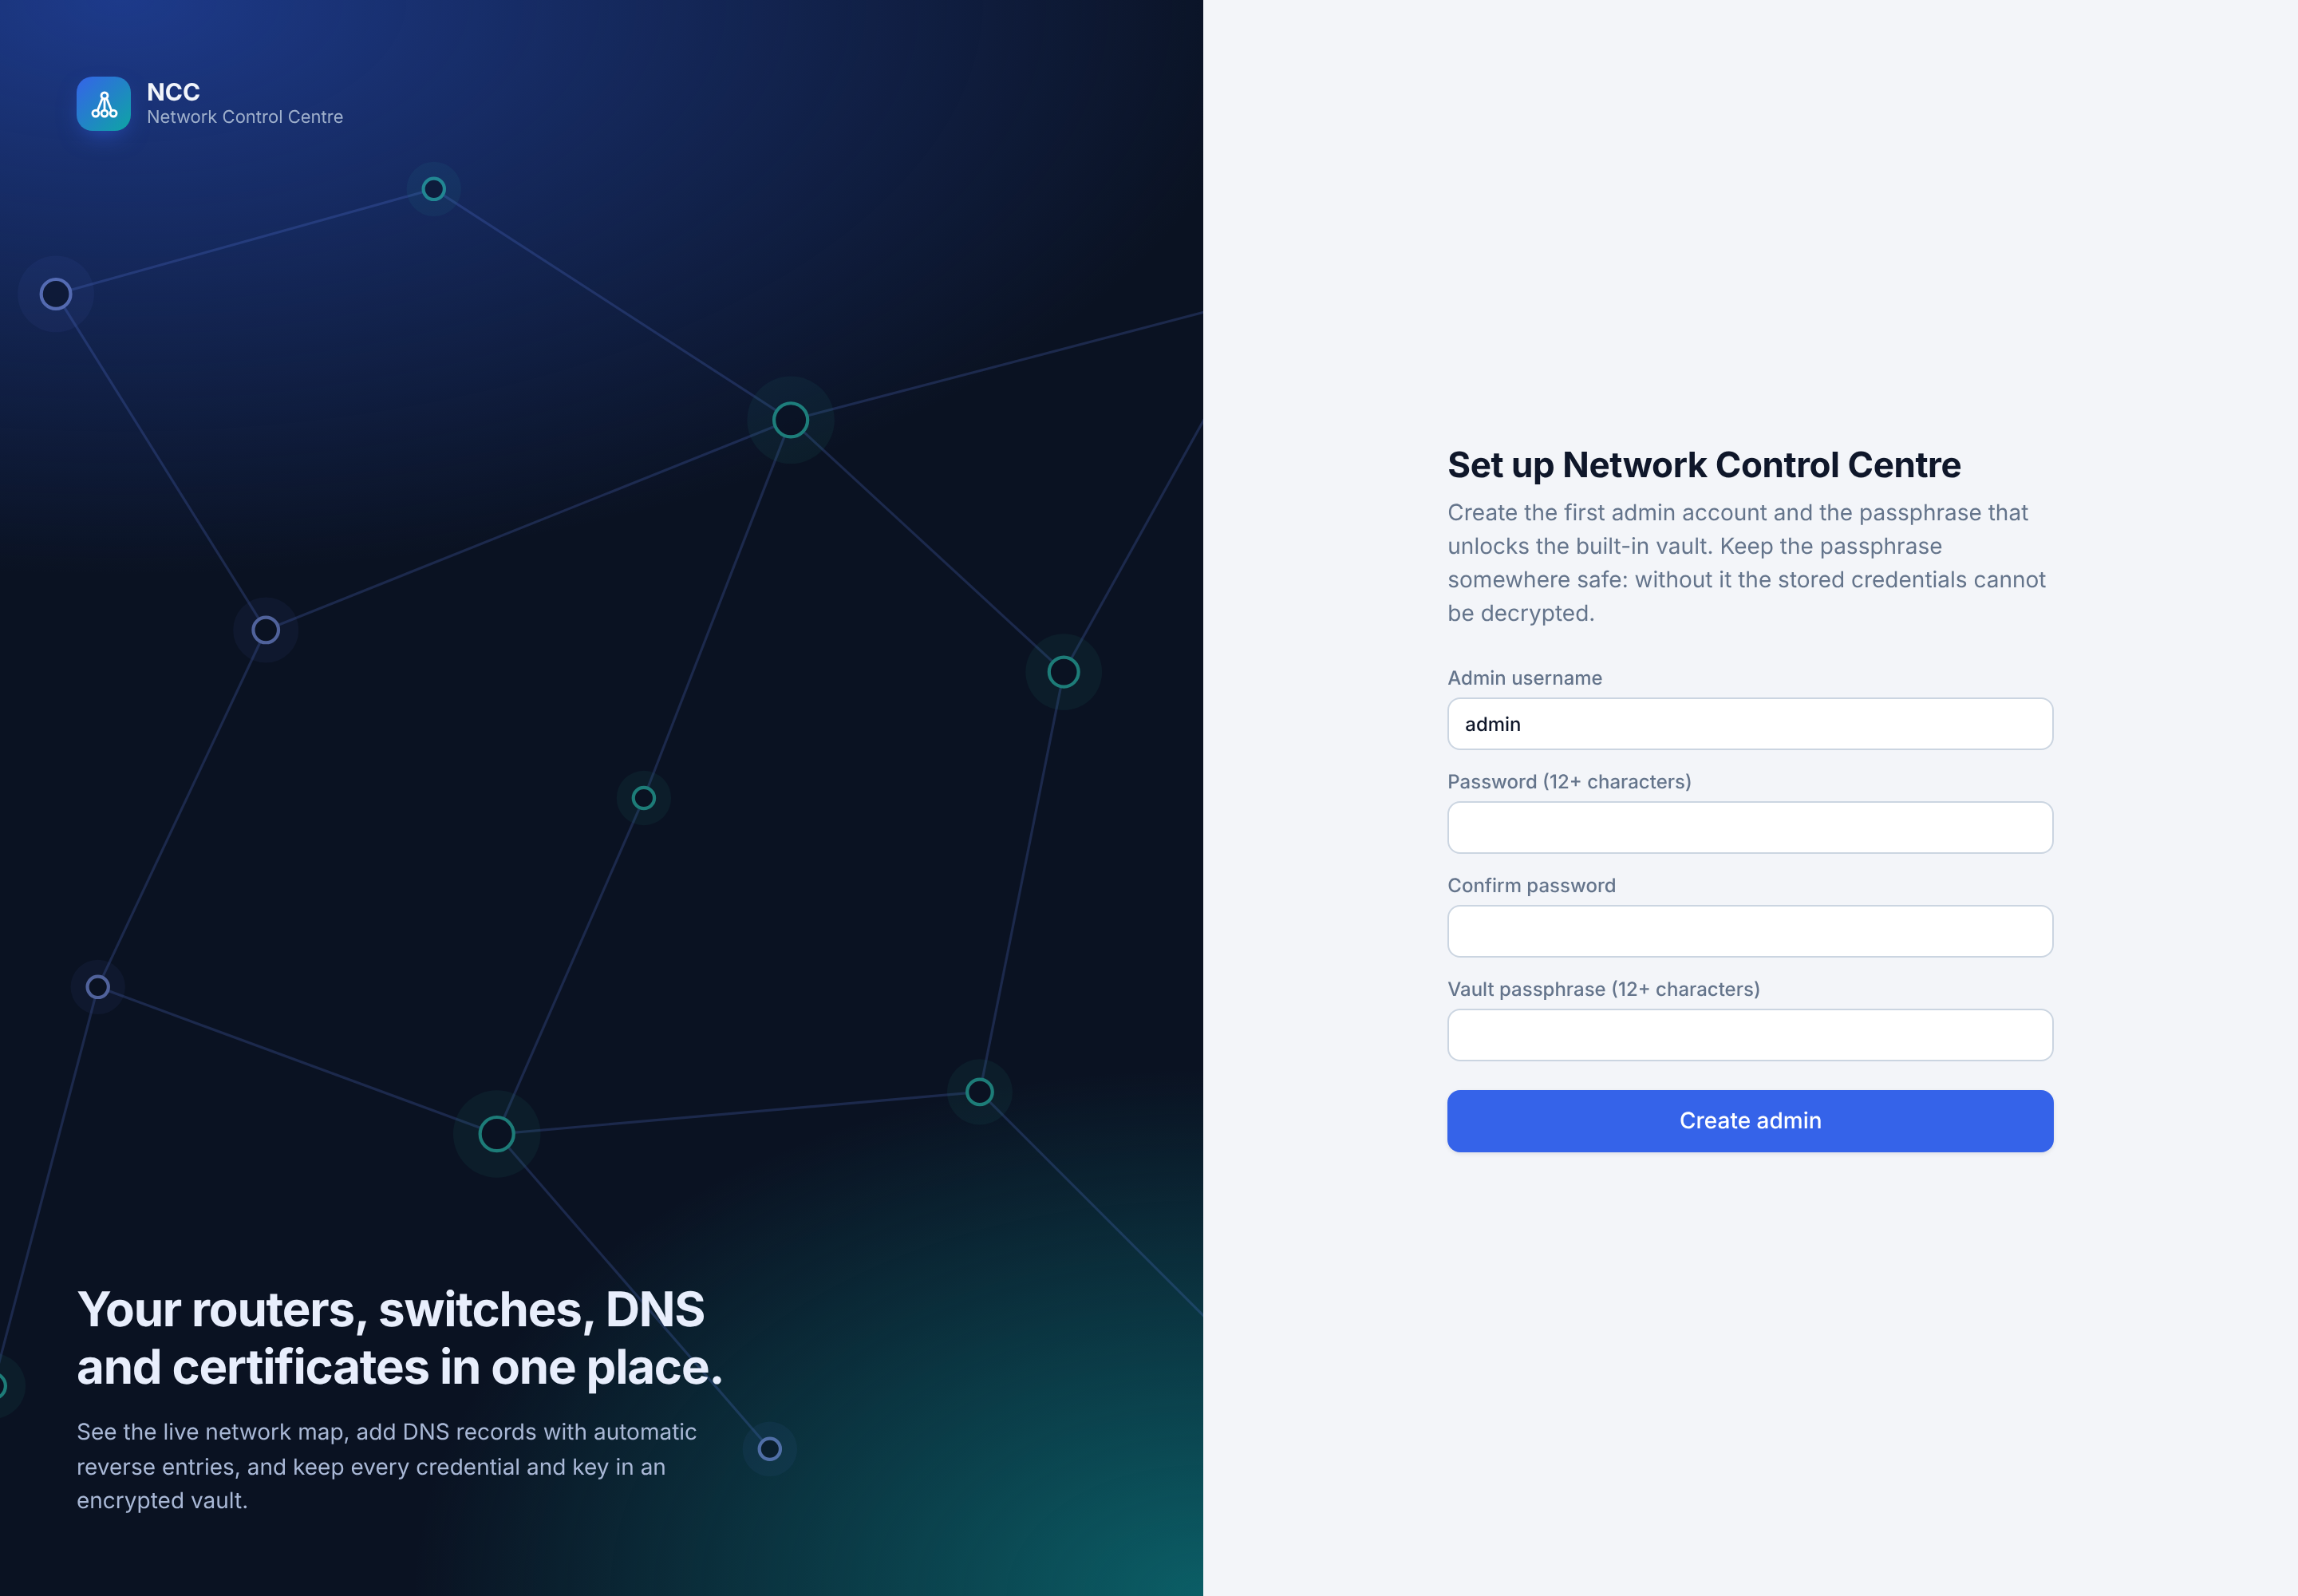 NCC
Network Control Centre
Your routers, switches, DNS
and certificates in one place.
See the live network map, add DNS records with automatic
reverse entries, and keep every credential and key in an
encrypted vault.
Set up Network Control Centre
Create the first admin account and the passphrase that
unlocks the built-in vault. Keep the passphrase
somewhere safe: without it the stored credentials cannot
be decrypted.
Admin username
admin
Password (12+ characters)
Confirm password
Vault passphrase (12+ characters)
Create admin